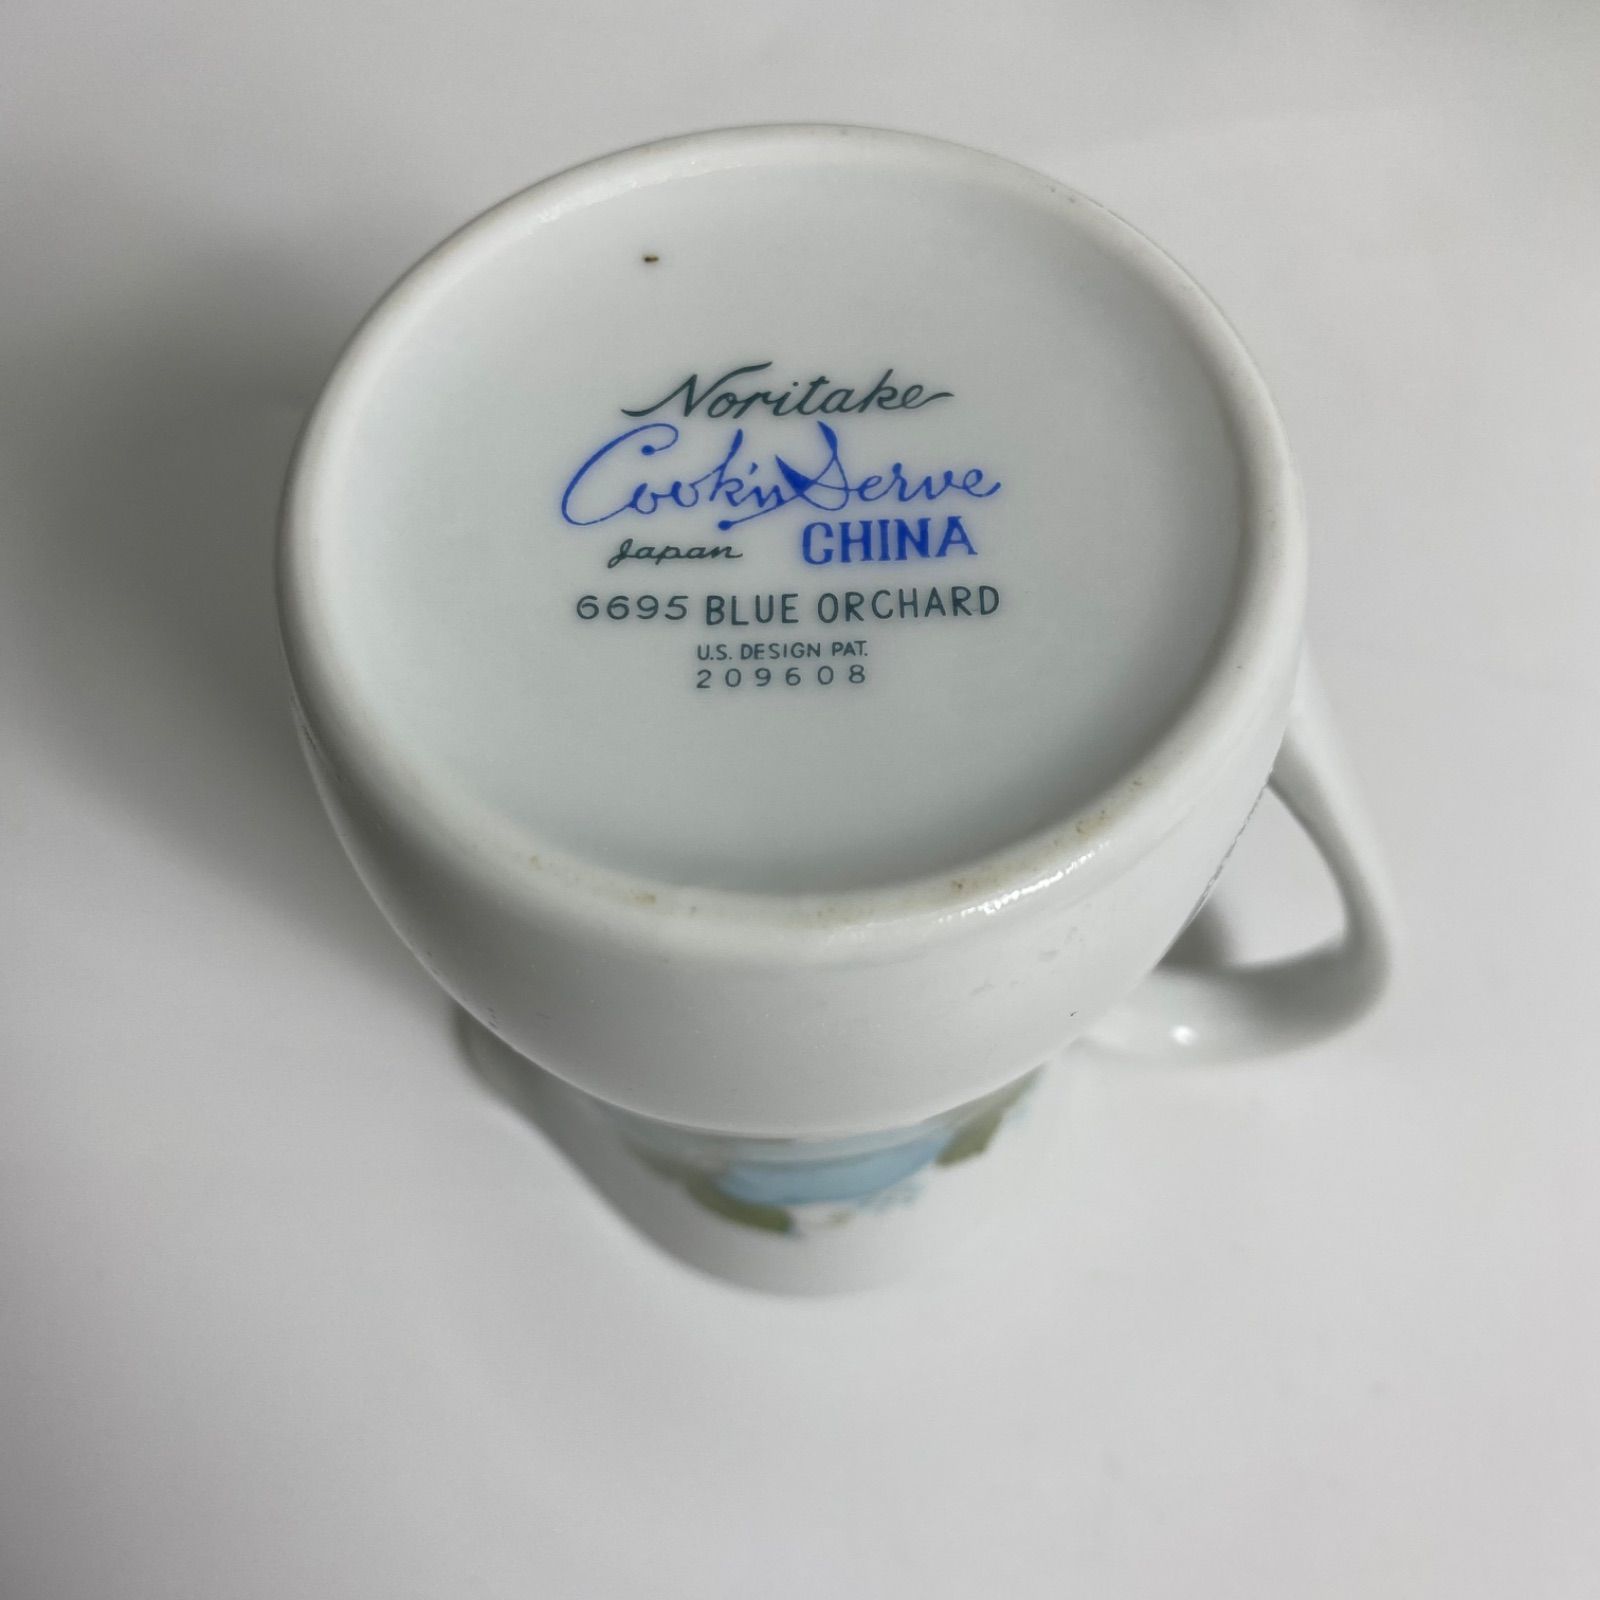 Noritake
Cook'n Serve
Japan CHINA
6695 BLUE ORCHARD
U.S. DESIGN PAT.
209608